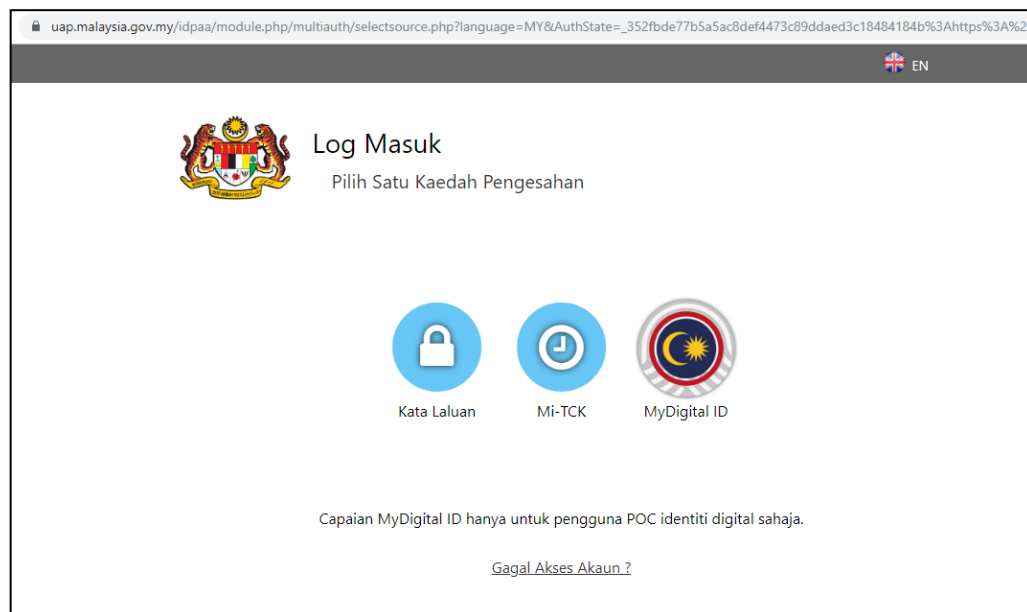 uap.malaysia.gov.my/idpaa/module.php/multiauth/selectsource.php?language=MY&AuthState=_352fbde77b5a5ac8def4473c89ddaed3c18484184b%3Ahttps%3A%2
EN
Log Masuk
Pilih Satu Kaedah Pengesahan
Kata Laluan Mi-TCK MyDigital ID
Capaian MyDigital ID hanya untuk pengguna POC identiti digital sahaja.
Gagal Akses Akaun ?